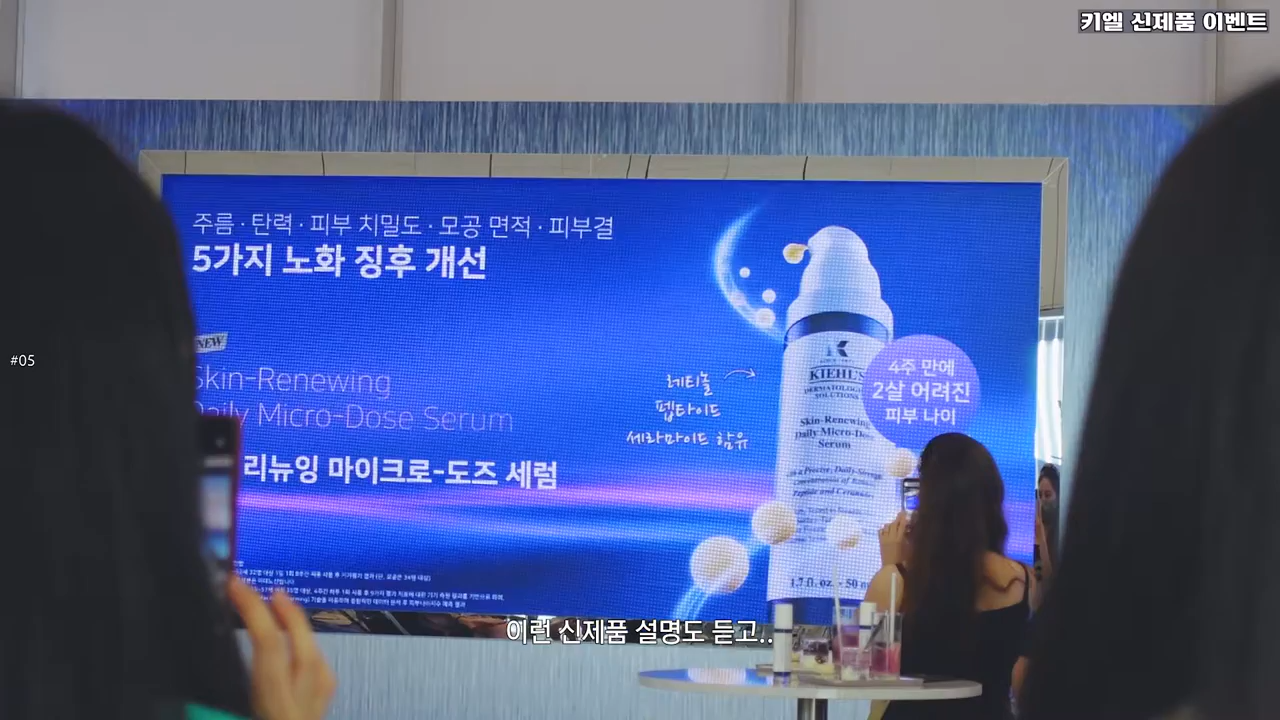 키엘 신제품 이벤트
주름 · 탄력 · 피부 치밀도 · 모공 면적 · 피부결
5가지 노화 징후 개선
NEW
Skin-Renewing
Daily Micro-Dose Serum
리뉴잉 마이크로-도즈 세럼
레티놀
펩타이드
세라마이드 함유
KIEHL'S
DERMATOLOGIST
SOLUTIONS
Skin-Renewing
Daily Micro-Dose
Serum
4주 만에
2살 어려진
피부 나이
1.7 fl. oz. - 50 m
#05
이런 신제품 설명도 듣고..